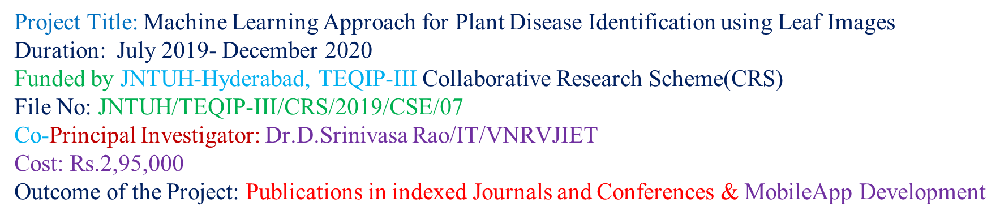 Project Title: Machine Learning Approach for Plant Disease Identification using Leaf Images
Duration:  July 2019- December 2020
Funded by JNTUH-Hyderabad, TEQIP-III Collaborative Research Scheme(CRS)
File No: JNTUH/TEQIP-III/CRS/2019/CSE/07
Co-Principal Investigator: Dr.D.Srinivasa Rao/IT/VNRVJIET
Cost: Rs.2,95,000
Outcome of the Project: Publications in indexed Journals and Conferences & MobileApp Development